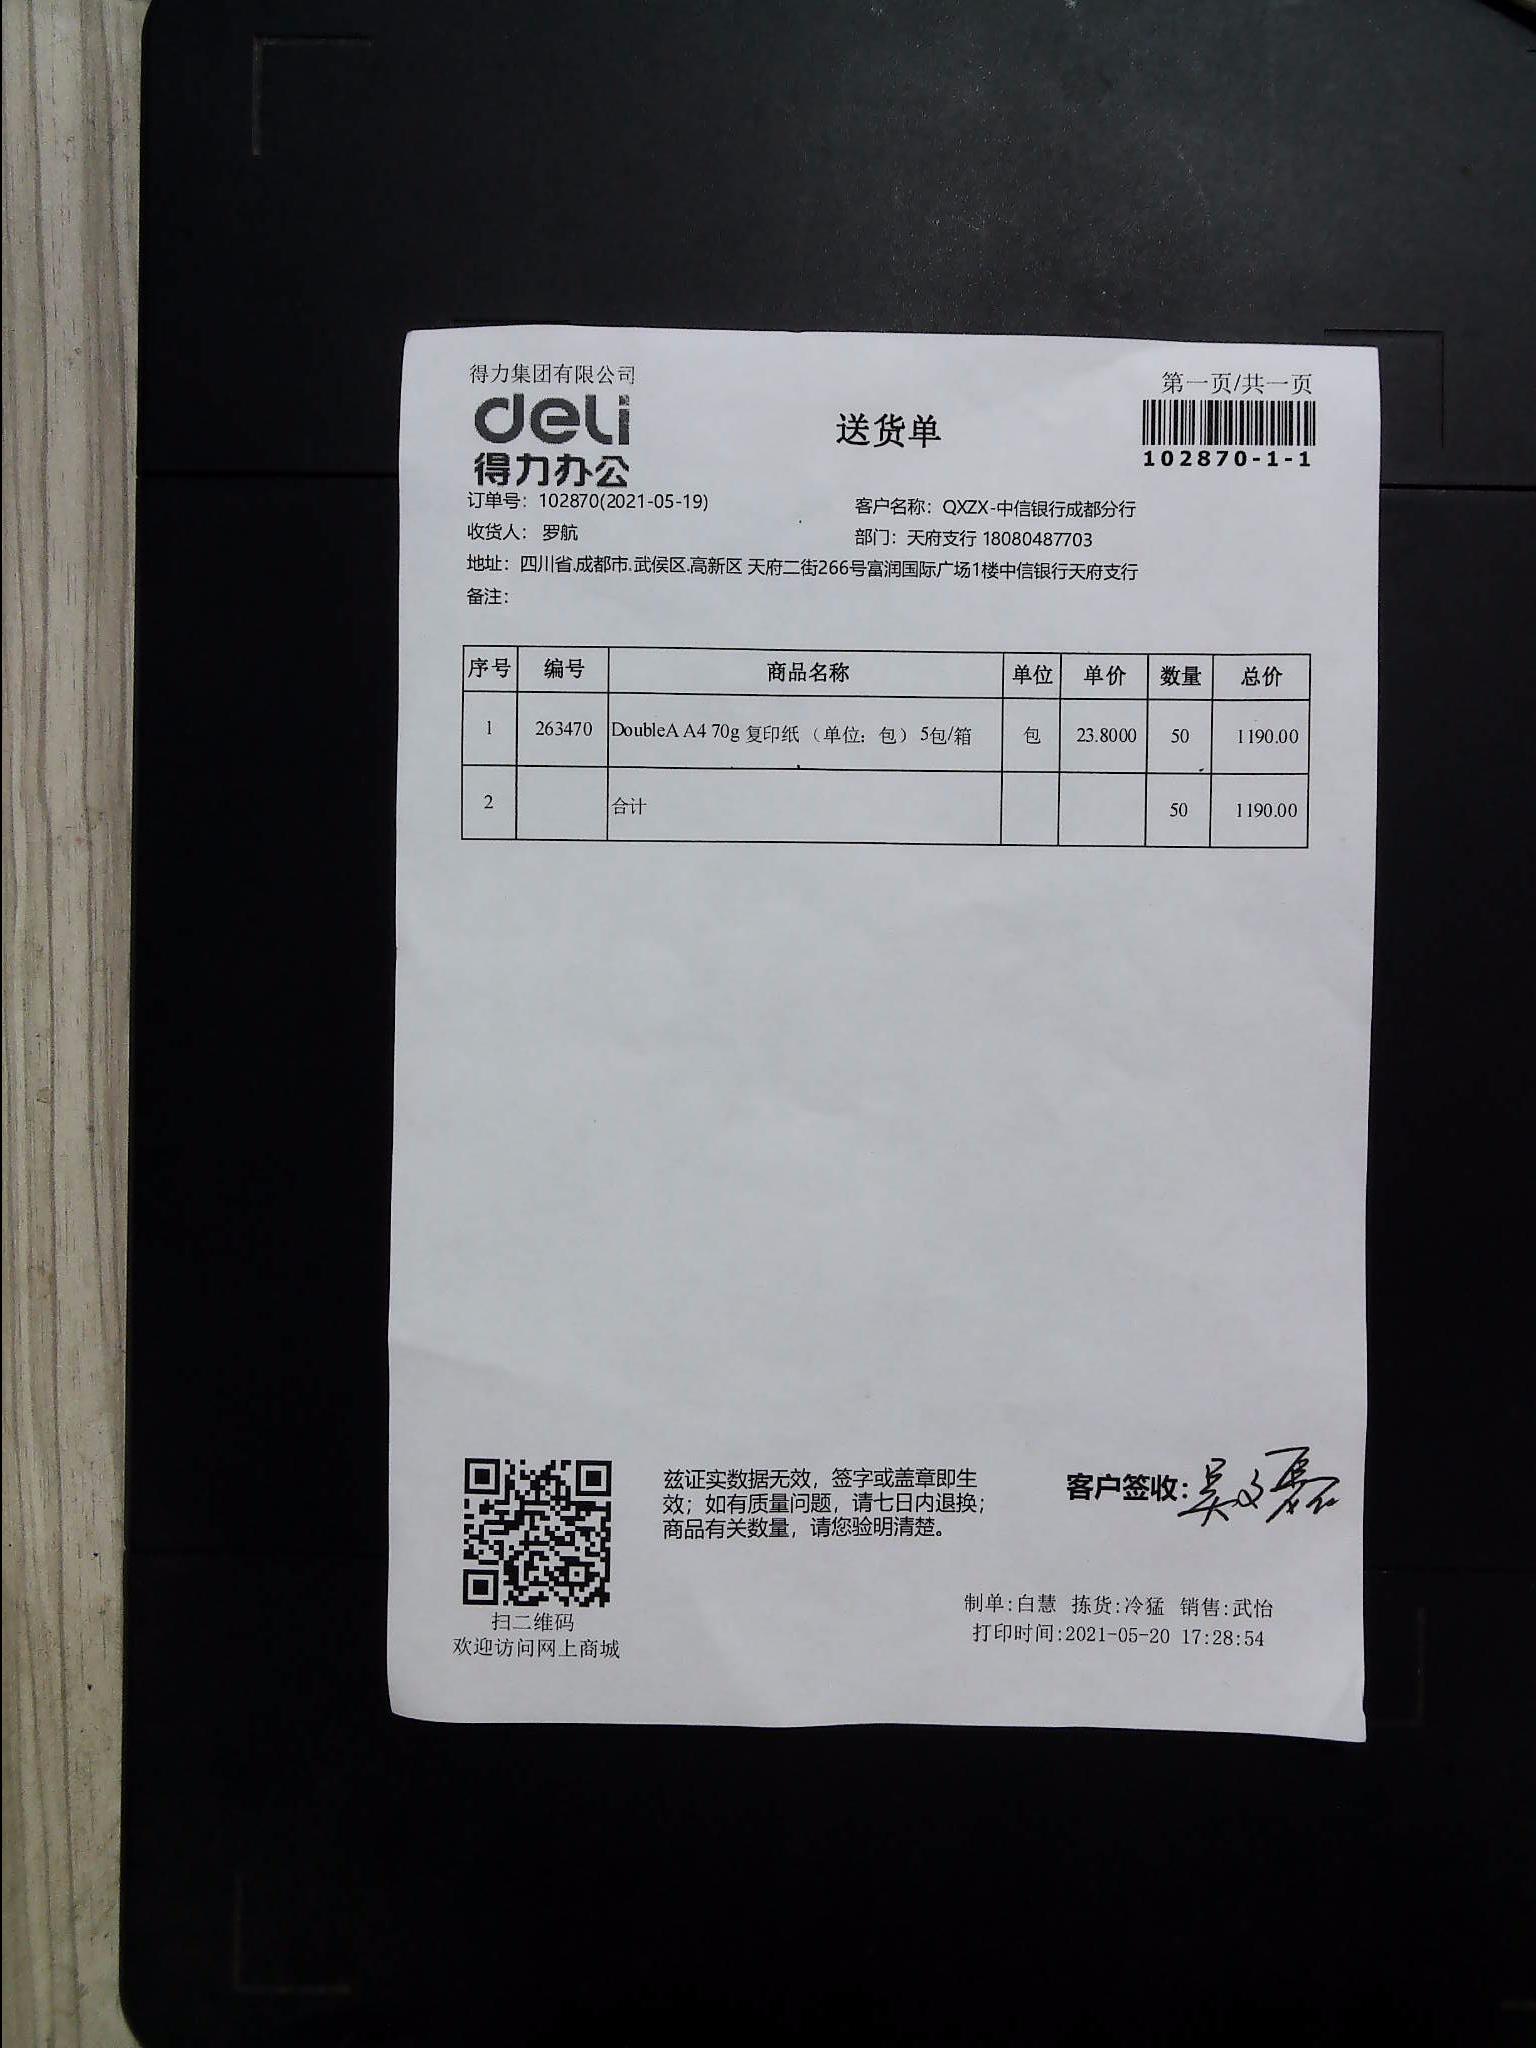 得力集团有限公司
第一页/共一页
deli
得力办公
送货单
102870-1-1
订单号：102870(2021-05-19)
客户名称：QXZX-中信银行成都分行
收货人： 罗航
部门：天府支行 18080487703
地址：四川省.成都市.武侯区.高新区 天府二街266号富润国际广场1楼中信银行天府支行
备注：
序号 编号 商品名称 单位 单价 数量 总价
1 263470 DoubleA A4 70g 复印纸 （单位：包） 5包/箱 包 23.8000 50 1190.00
2 合计 50 1190.00
兹证实数据无效，签字或盖章即生
效；如有质量问题，请七日内退换；
商品有关数量，请您验明清楚。
客户签收：吴文磊
扫二维码
欢迎访问网上商城
制单:白慧 拣货:冷猛 销售:武怡
打印时间:2021-05-20 17:28:54